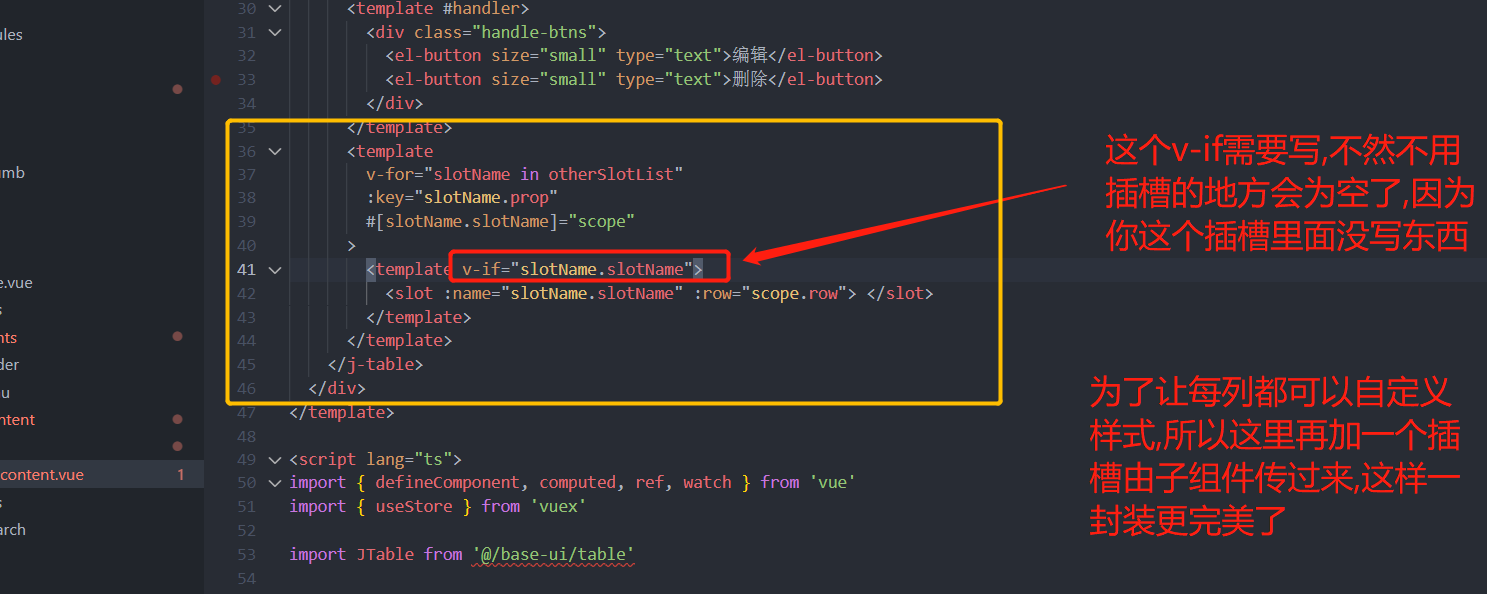 ules
umb
e.vue
s
nts
der
u
ntent
content.vue 1
s
arch
30 <template #handler>
31 <div class="handle-btns">
32 <el-button size="small" type="text">编辑</el-button>
33 <el-button size="small" type="text">删除</el-button>
34 </div>
35 </template>
36 <template
37 v-for="slotName in otherSlotList"
38 :key="slotName.prop"
39 #[slotName.slotName]="scope"
40 >
41 <template v-if="slotName.slotName">
42 <slot :name="slotName.slotName" :row="scope.row"> </slot>
43 </template>
44 </template>
45 </j-table>
46 </div>
47 </template>
48
49 <script lang="ts">
50 import { defineComponent, computed, ref, watch } from 'vue'
51 import { useStore } from 'vuex'
52
53 import JTable from '@/base-ui/table'
54
这个v-if需要写,不然不用
插槽的地方会为空了,因为
你这个插槽里面没写东西
为了让每列都可以自定义
样式,所以这里再加一个插
槽由子组件传过来,这样一
封装更完美了